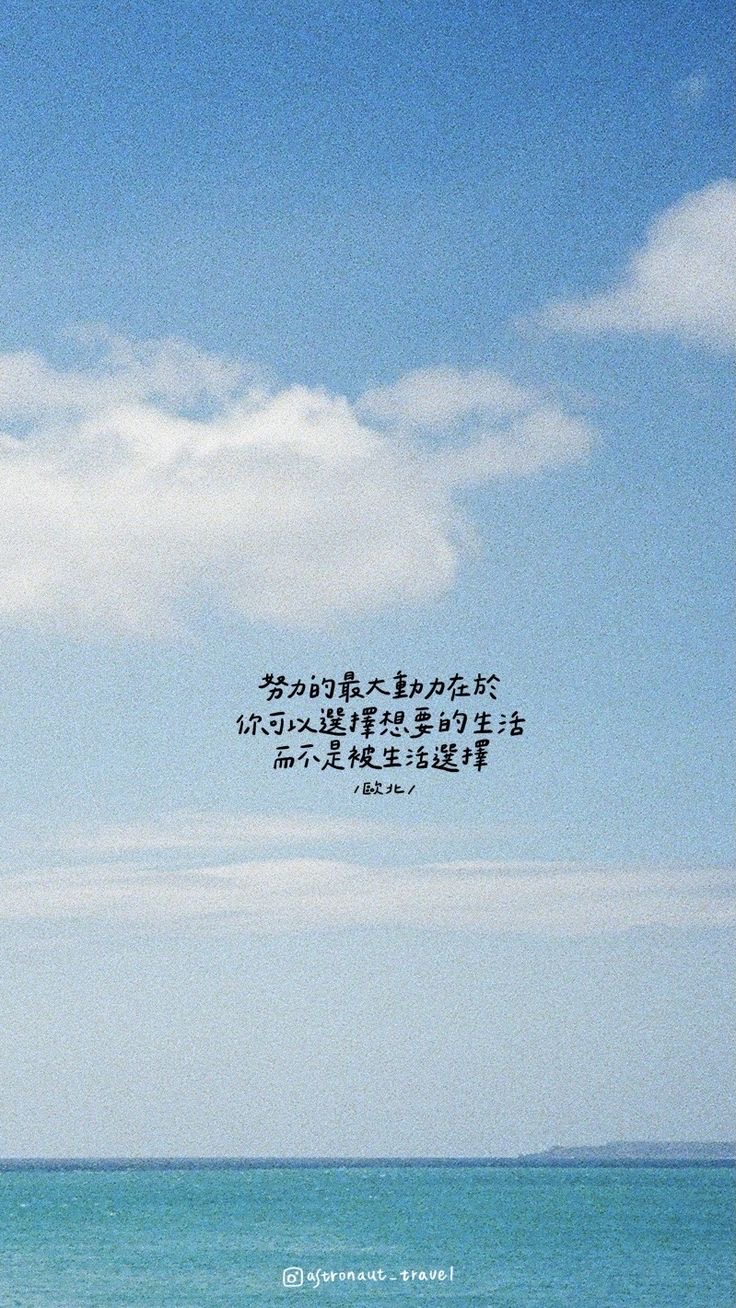 努力的最大動力在於
你可以選擇想要的生活
而不是被生活選擇
/歐北/
astronaut_travel